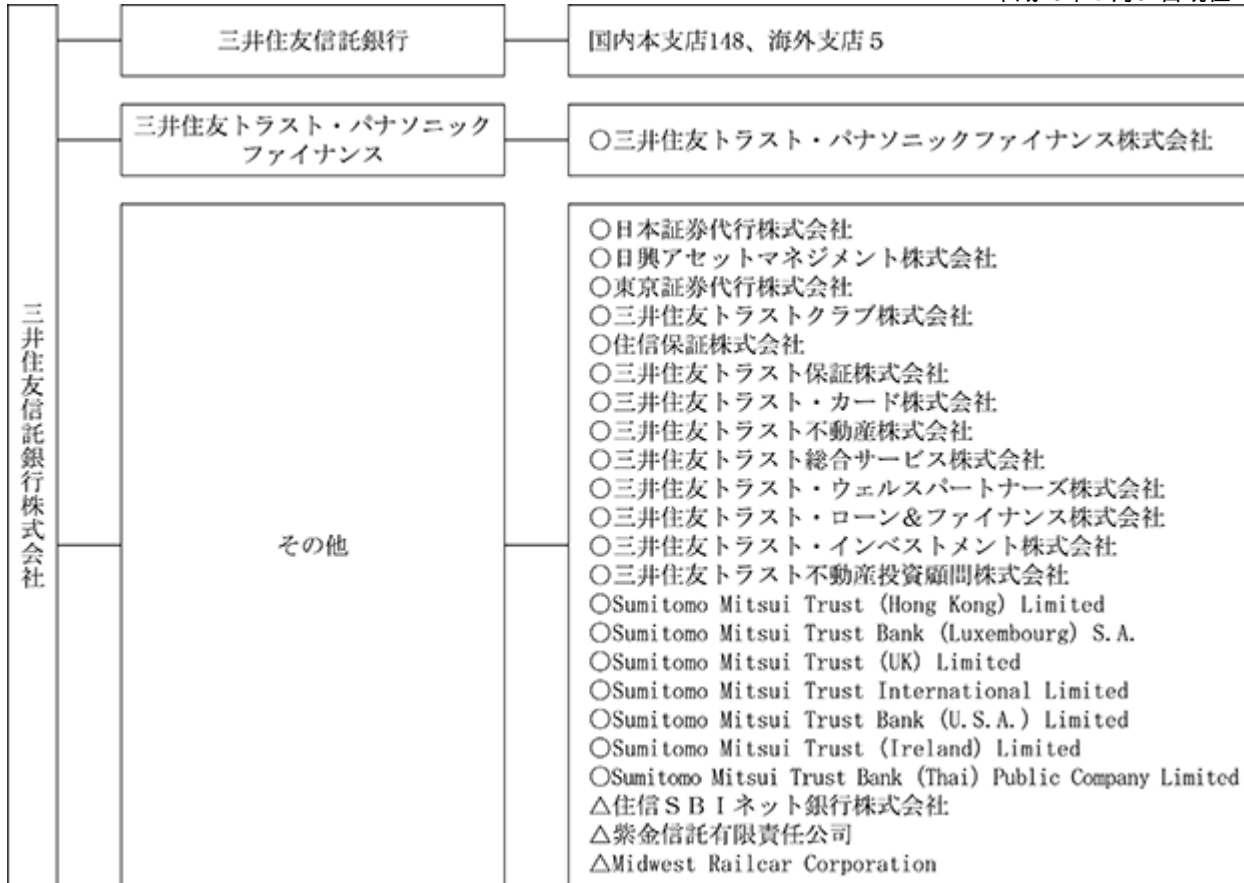 三井住友信託銀行株式会社
三井住友信託銀行
国内本支店148、海外支店５
三井住友トラスト・パナソニック
ファイナンス
○三井住友トラスト・パナソニックファイナンス株式会社
その他
○日本証券代行株式会社
○日興アセットマネジメント株式会社
○東京証券代行株式会社
○三井住友トラストクラブ株式会社
○住信保証株式会社
○三井住友トラスト保証株式会社
○三井住友トラスト・カード株式会社
○三井住友トラスト不動産株式会社
○三井住友トラスト総合サービス株式会社
○三井住友トラスト・ウェルスパートナーズ株式会社
○三井住友トラスト・ローン＆ファイナンス株式会社
○三井住友トラスト・インベストメント株式会社
○三井住友トラスト不動産投資顧問株式会社
○Sumitomo Mitsui Trust (Hong Kong) Limited
○Sumitomo Mitsui Trust Bank (Luxembourg) S.A.
○Sumitomo Mitsui Trust (UK) Limited
○Sumitomo Mitsui Trust International Limited
○Sumitomo Mitsui Trust Bank (U.S.A.) Limited
○Sumitomo Mitsui Trust (Ireland) Limited
○Sumitomo Mitsui Trust Bank (Thai) Public Company Limited
△住信ＳＢＩネット銀行株式会社
△紫金信託有限責任公司
△Midwest Railcar Corporation